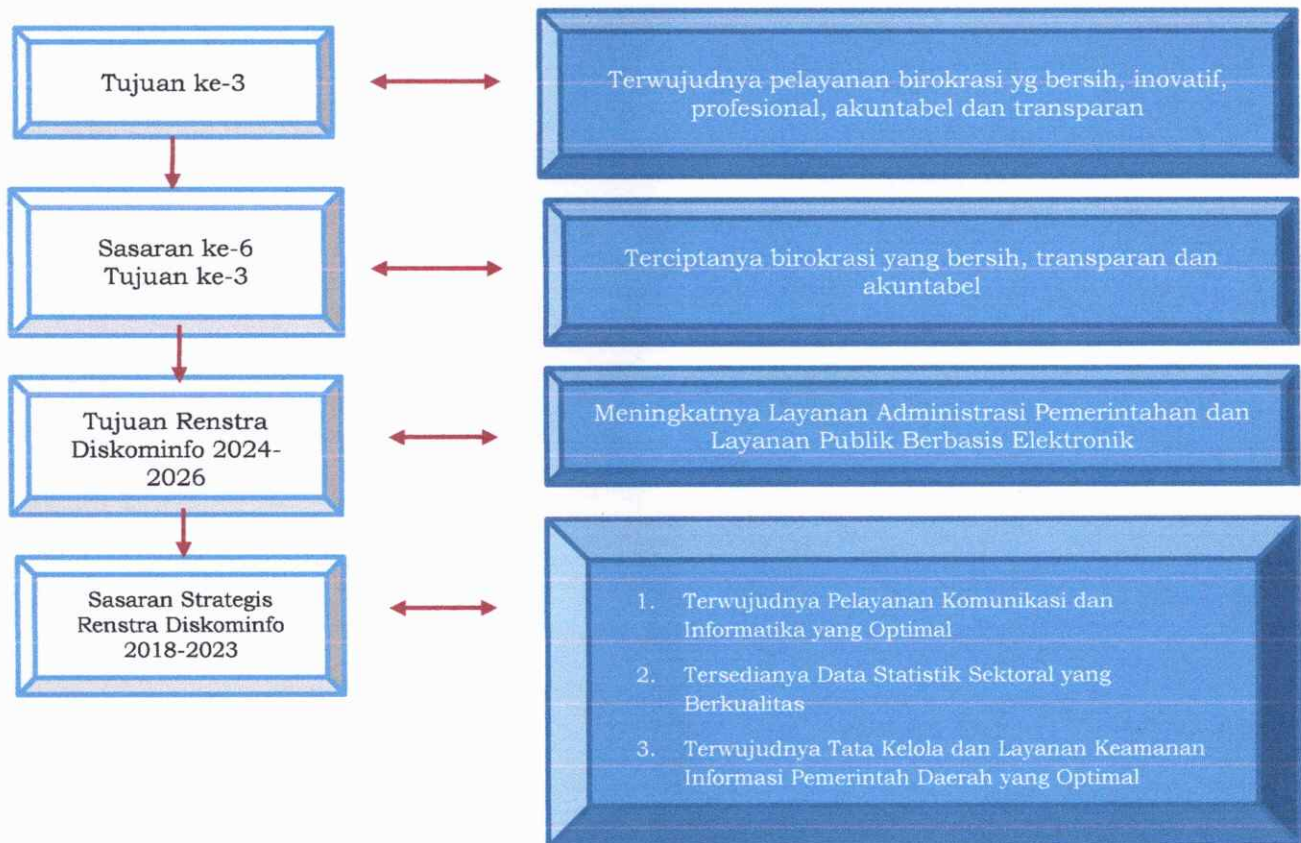 Tujuan ke-3
Terwujudnya pelayanan birokrasi yg bersih, inovatif,
profesional, akuntabel dan transparan
Sasaran ke-6
Tujuan ke-3
Terciptanya birokrasi yang bersih, transparan dan
akuntabel
Tujuan Renstra
Diskominfo 2024-
2026
Meningkatnya Layanan Administrasi Pemerintahan dan
Layanan Publik Berbasis Elektronik
Sasaran Strategis
Renstra Diskominfo
2018-2023
1. Terwujudnya Pelayanan Komunikasi dan
Informatika yang Optimal
2. Tersedianya Data Statistik Sektoral yang
Berkualitas
3. Terwujudnya Tata Kelola dan Layanan Keamanan
Informasi Pemerintah Daerah yang Optimal